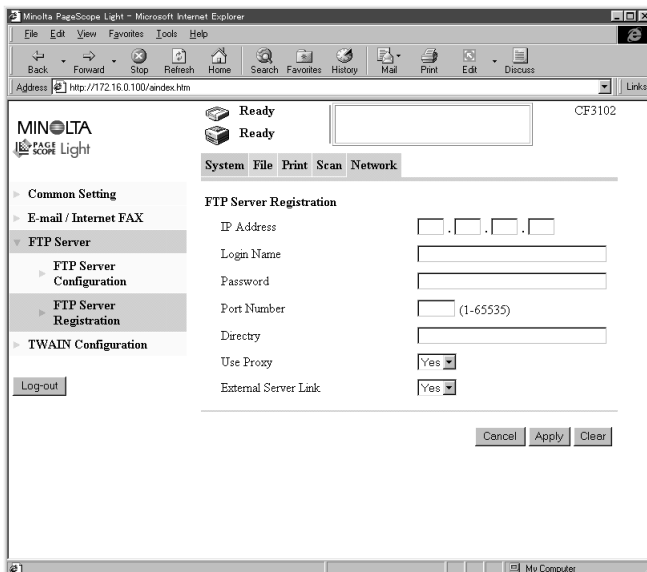 Minolta PageScope Light - Microsoft Internet Explorer
File Edit View Favorites Tools Help
Back Forward Stop Refresh Home Search Favorites History Mail Print Edit Discuss
Address http://172.16.0.100/aindex.htm Links
MINOLTA
PAGE SCOPE Light
Ready
Ready
CF3102
System File Print Scan Network
Common Setting
E-mail / Internet FAX
FTP Server
FTP Server
Configuration
FTP Server
Registration
TWAIN Configuration
Log-out
FTP Server Registration
IP Address . . .
Login Name
Password
Port Number (1-65535)
Directry
Use Proxy Yes
External Server Link Yes
Cancel Apply Clear
My Computer